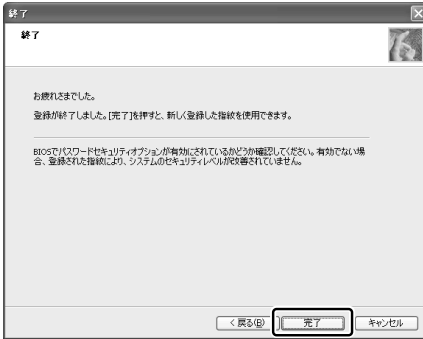 終了
終了
お疲れさまでした。
登録が終了しました。[完了]を押すと、新しく登録した指紋を使用できます。
BIOSでパスワードセキュリティオプションが有効にされているかどうか確認してください。有効でない場
合、登録された指紋により、システムのセキュリティレベルが改善されていません。
< 戻る(B) 完了 キャンセル